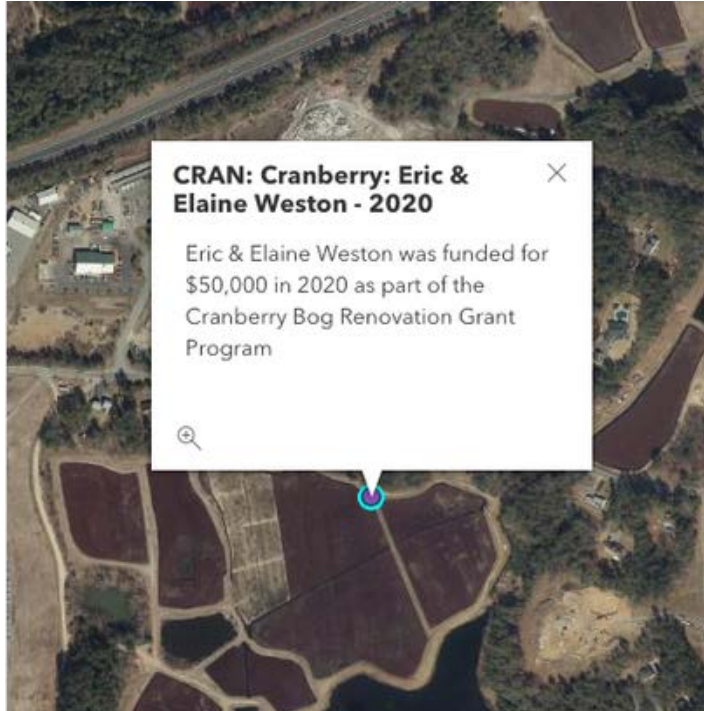 CRAN: Cranberry: Eric &
Elaine Weston - 2020
Eric & Elaine Weston was funded for
$50,000 in 2020 as part of the
Cranberry Bog Renovation Grant
Program